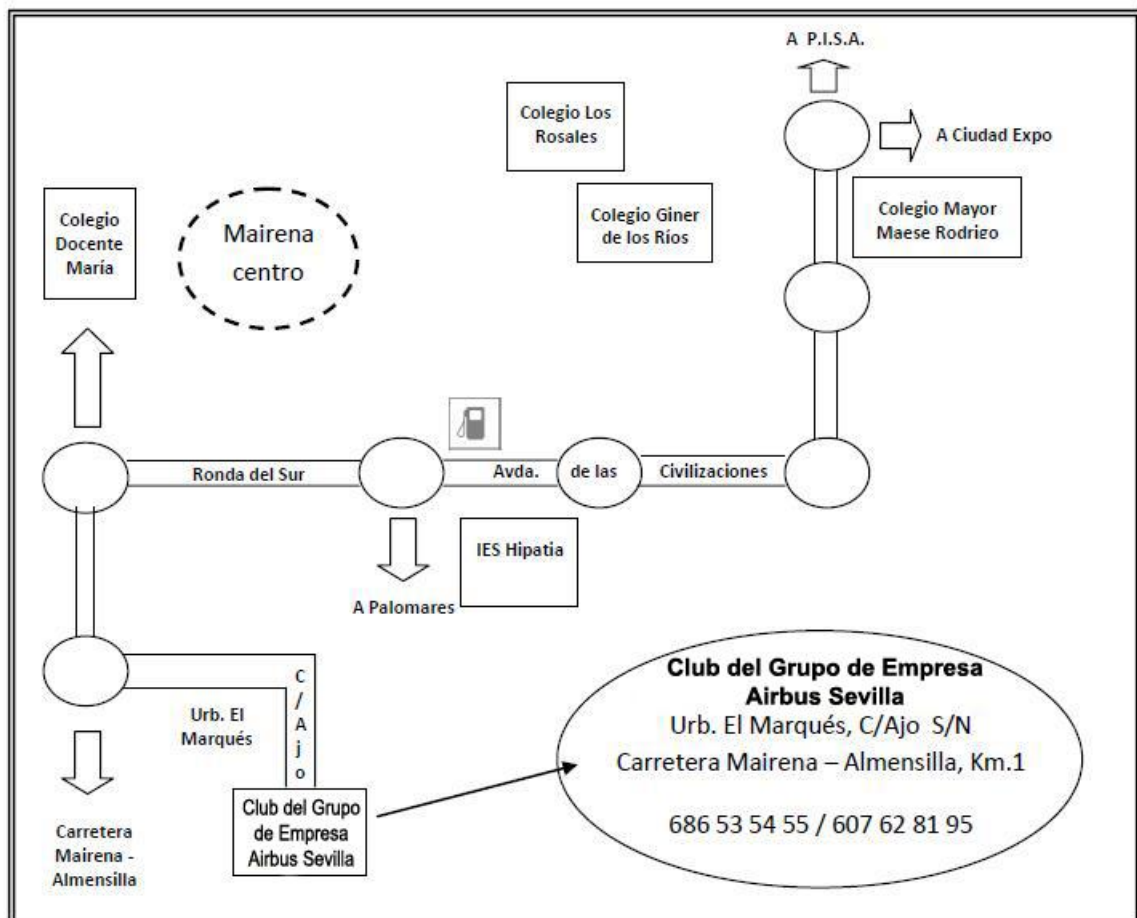 A P.I.S.A.
Colegio Los
Rosales
A Ciudad Expo
Colegio Docente
María
Mairena
centro
Colegio Giner
de los Ríos
Colegio Mayor
Maese Rodrigo
Ronda del Sur
Avda. de las Civilizaciones
IES Hipatia
A Palomares
C/Ajo
Urb. El
Marqués
Carretera
Mairena -
Almensilla
Club del Grupo
de Empresa
Airbus Sevilla
Club del Grupo de Empresa
Airbus Sevilla
Urb. El Marqués, C/Ajo S/N
Carretera Mairena – Almensilla, Km.1
686 53 54 55 / 607 62 81 95